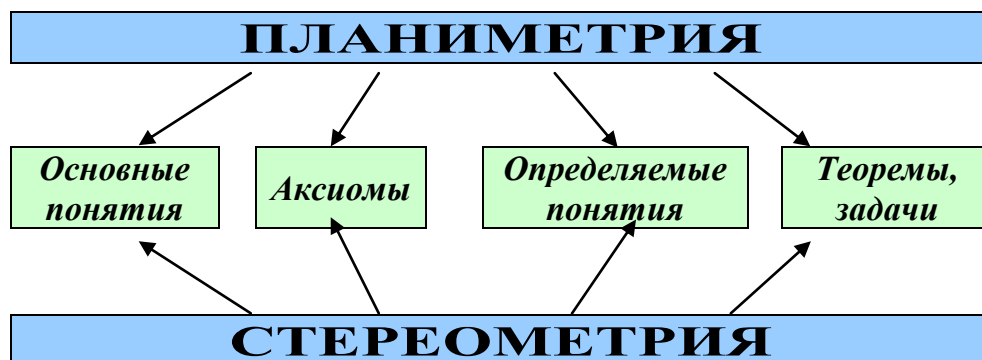 ПЛАНИМЕТРИЯ
Основные
понятия
Аксиомы
Определяемые
понятия
Теоремы,
задачи
СТЕРЕОМЕТРИЯ